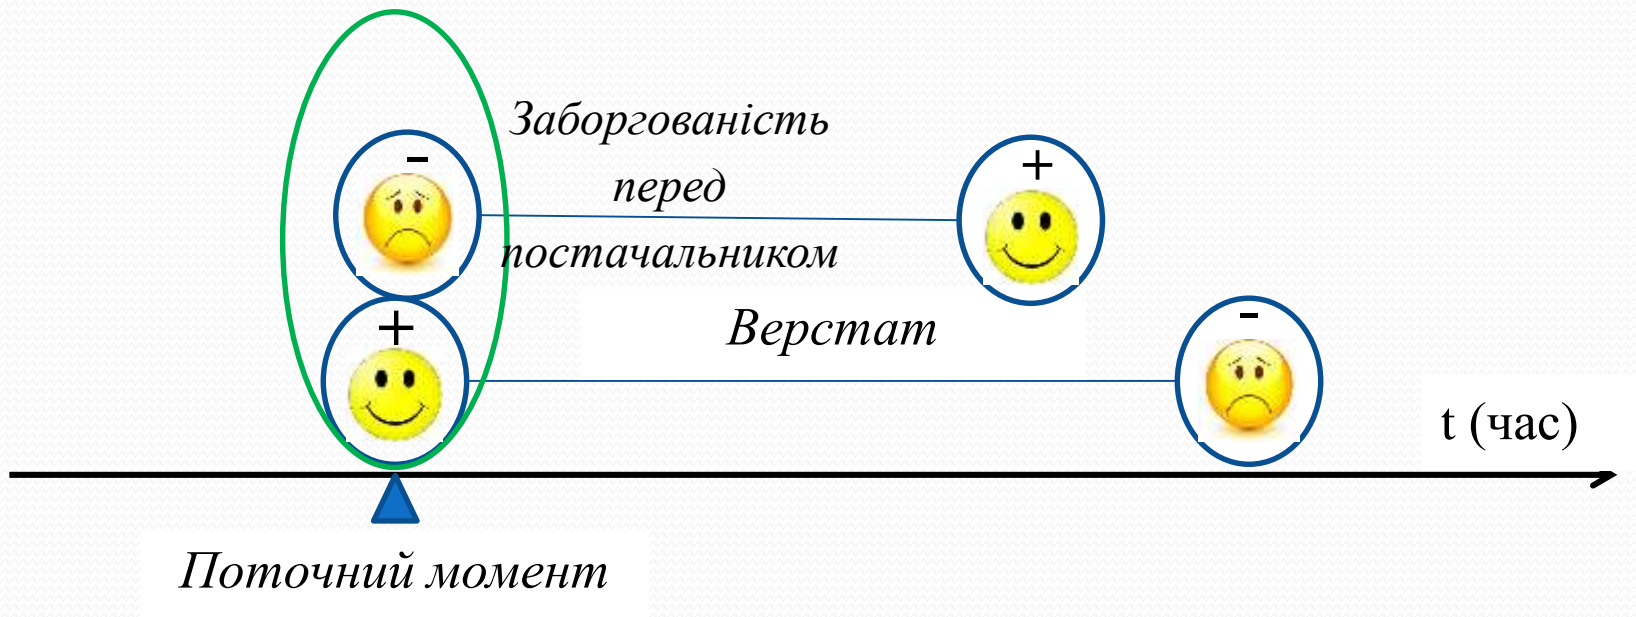 Заборгованість
-
+
перед
постачальником
+
Верстат
-
t (час)
Поточний момент